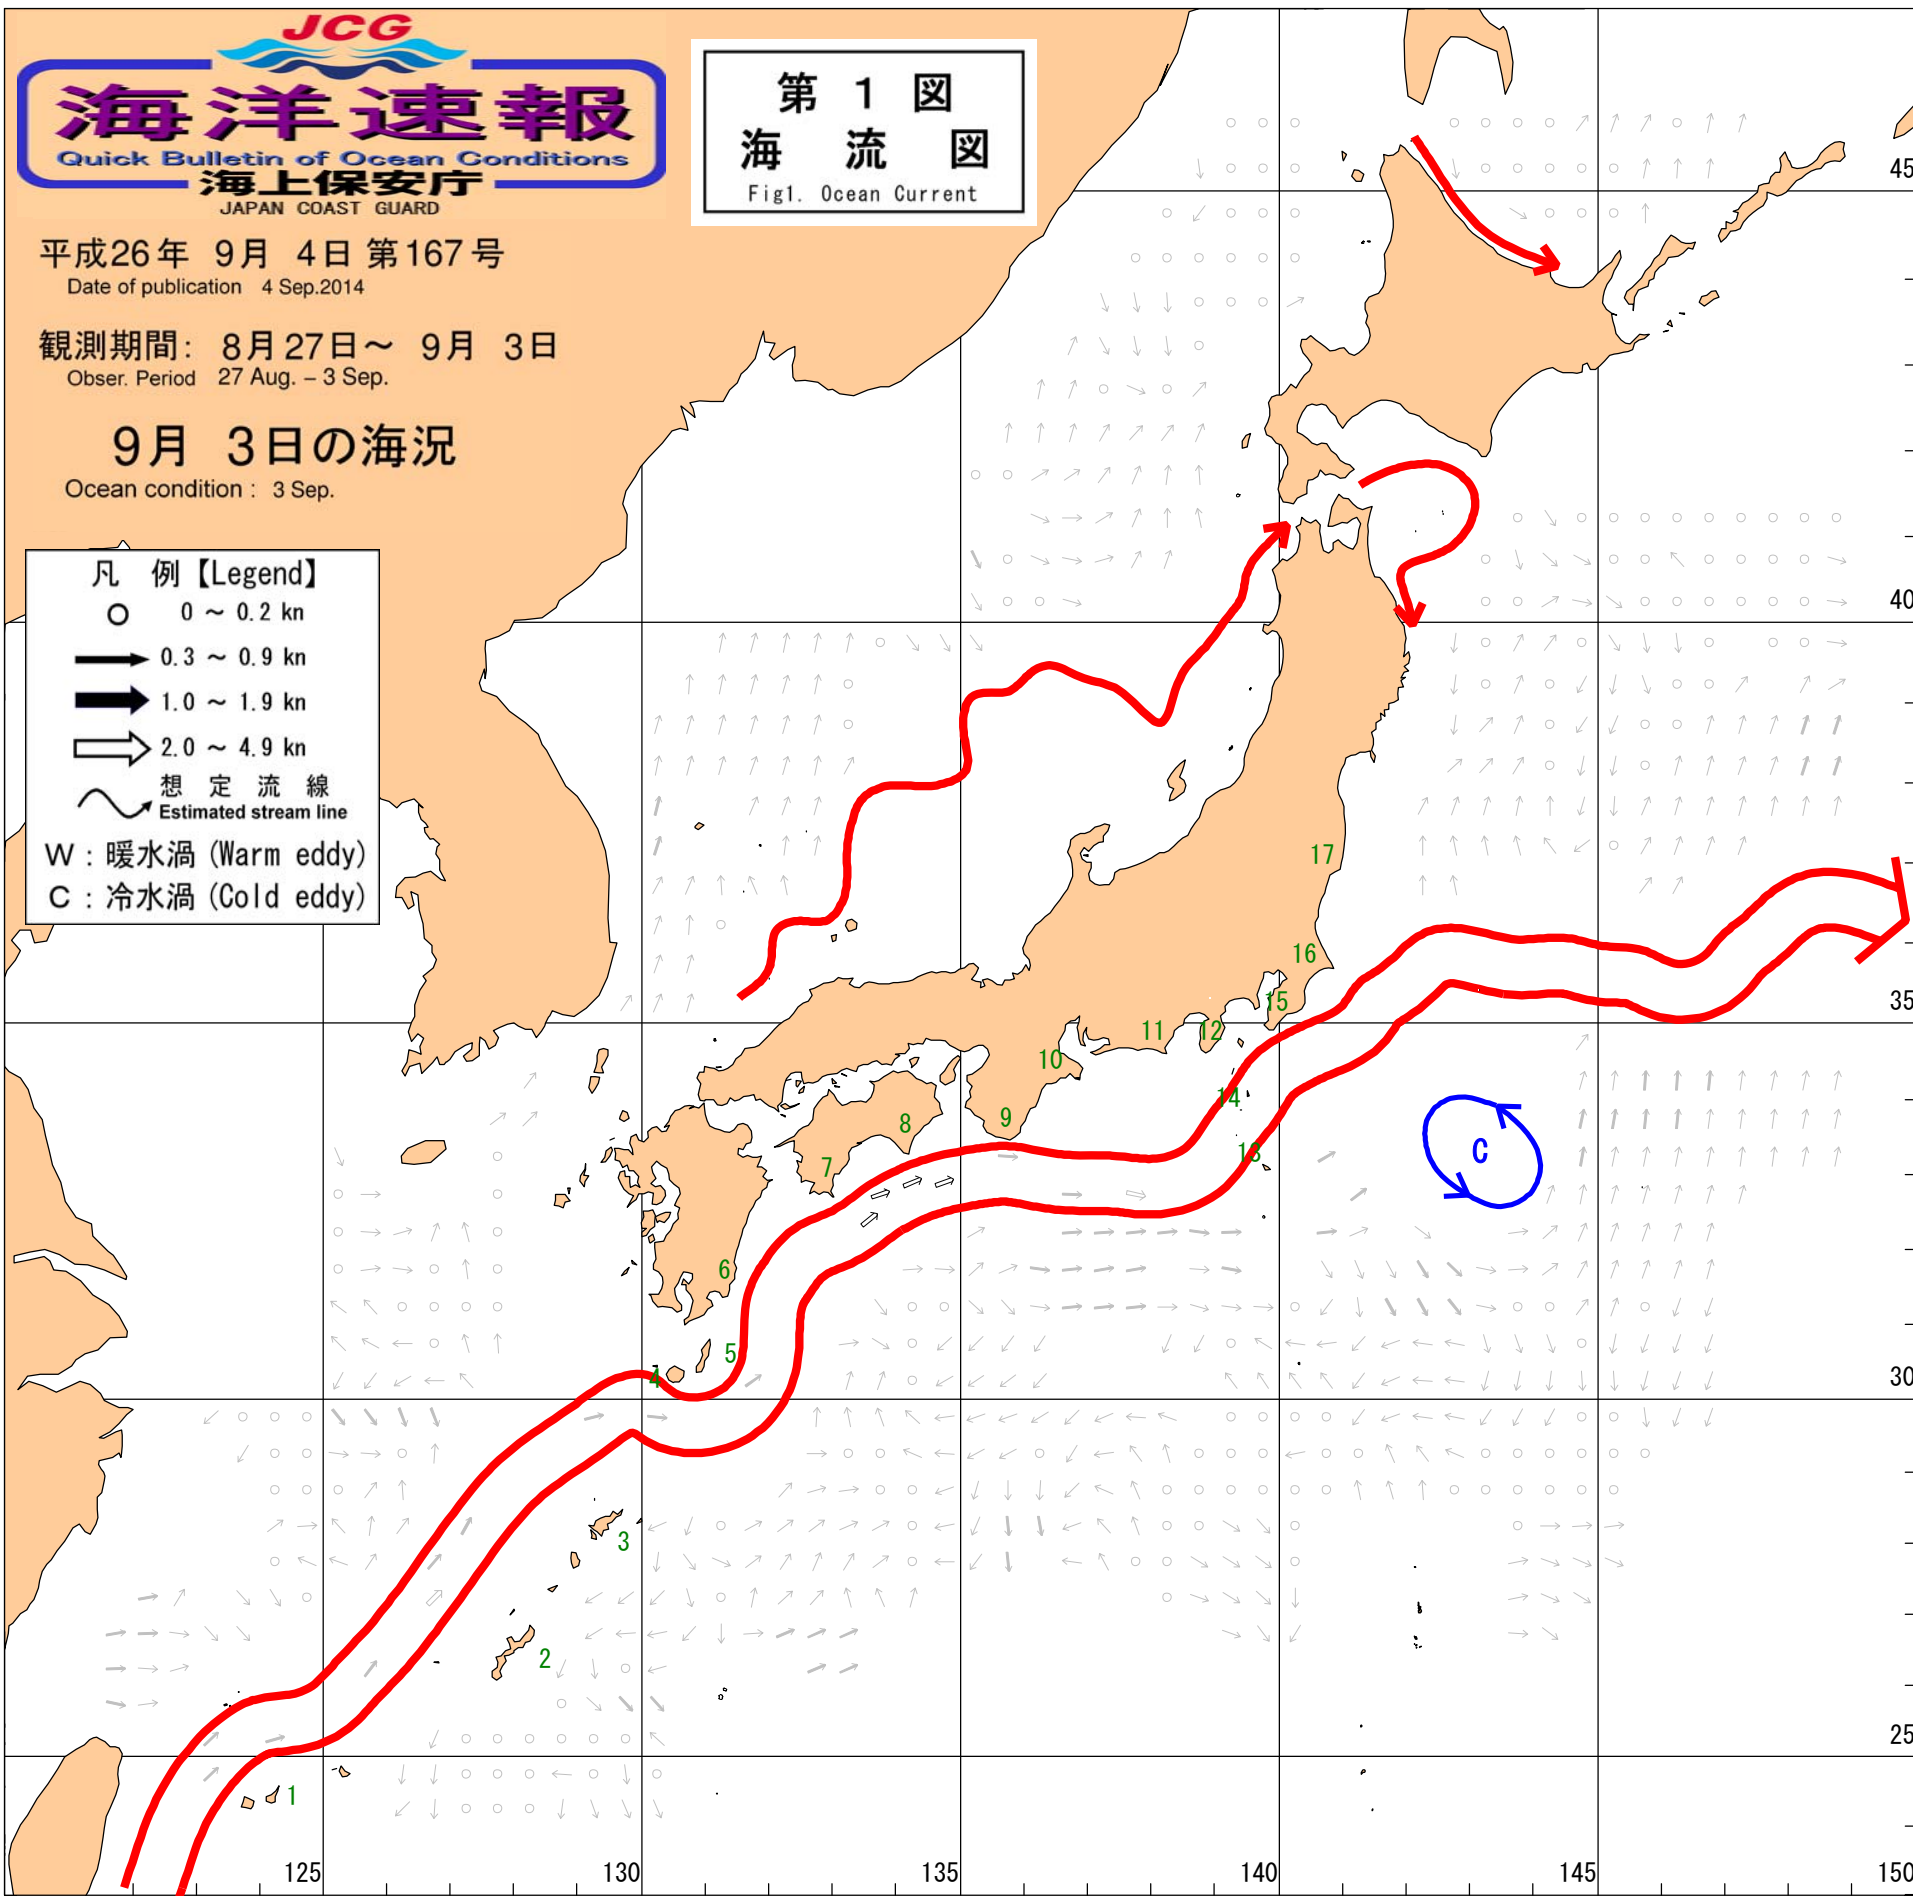 JCG
海洋速報
Quick Bulletin of Ocean Conditions
海上保安庁
JAPAN COAST GUARD
第 1 図
海 流 図
Fig1. Ocean Current
平成26年 9月 4日 第167号
Date of publication 4 Sep.2014
観測期間: 8月27日～ 9月 3日
Obser. Period 27 Aug. – 3 Sep.
9月 3日の海況
Ocean condition : 3 Sep.
凡 例【Legend】
0 ～ 0.2 kn
0.3 ～ 0.9 kn
1.0 ～ 1.9 kn
2.0 ～ 4.9 kn
想 定 流 線
Estimated stream line
W : 暖水渦 (Warm eddy)
C : 冷水渦 (Cold eddy)
45
40
17
16
35
15
12
11
10
14
9
8
13
C
7
6
5
4
30
3
2
25
1
125
130
135
140
145
150